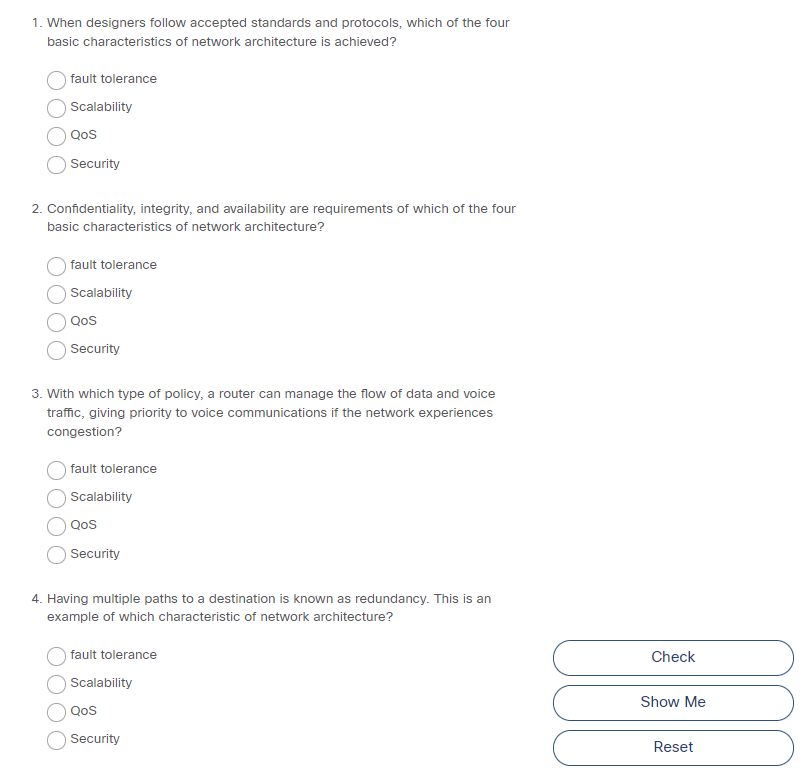 1. When designers follow accepted standards and protocols, which of the four
basic characteristics of network architecture is achieved?
fault tolerance
Scalability
QoS
Security
2. Confidentiality, integrity, and availability are requirements of which of the four
basic characteristics of network architecture?
fault tolerance
Scalability
QoS
Security
3. With which type of policy, a router can manage the flow of data and voice
traffic, giving priority to voice communications if the network experiences
congestion?
fault tolerance
Scalability
QoS
Security
4. Having multiple paths to a destination is known as redundancy. This is an
example of which characteristic of network architecture?
fault tolerance
Scalability
QoS
Security
Check
Show Me
Reset